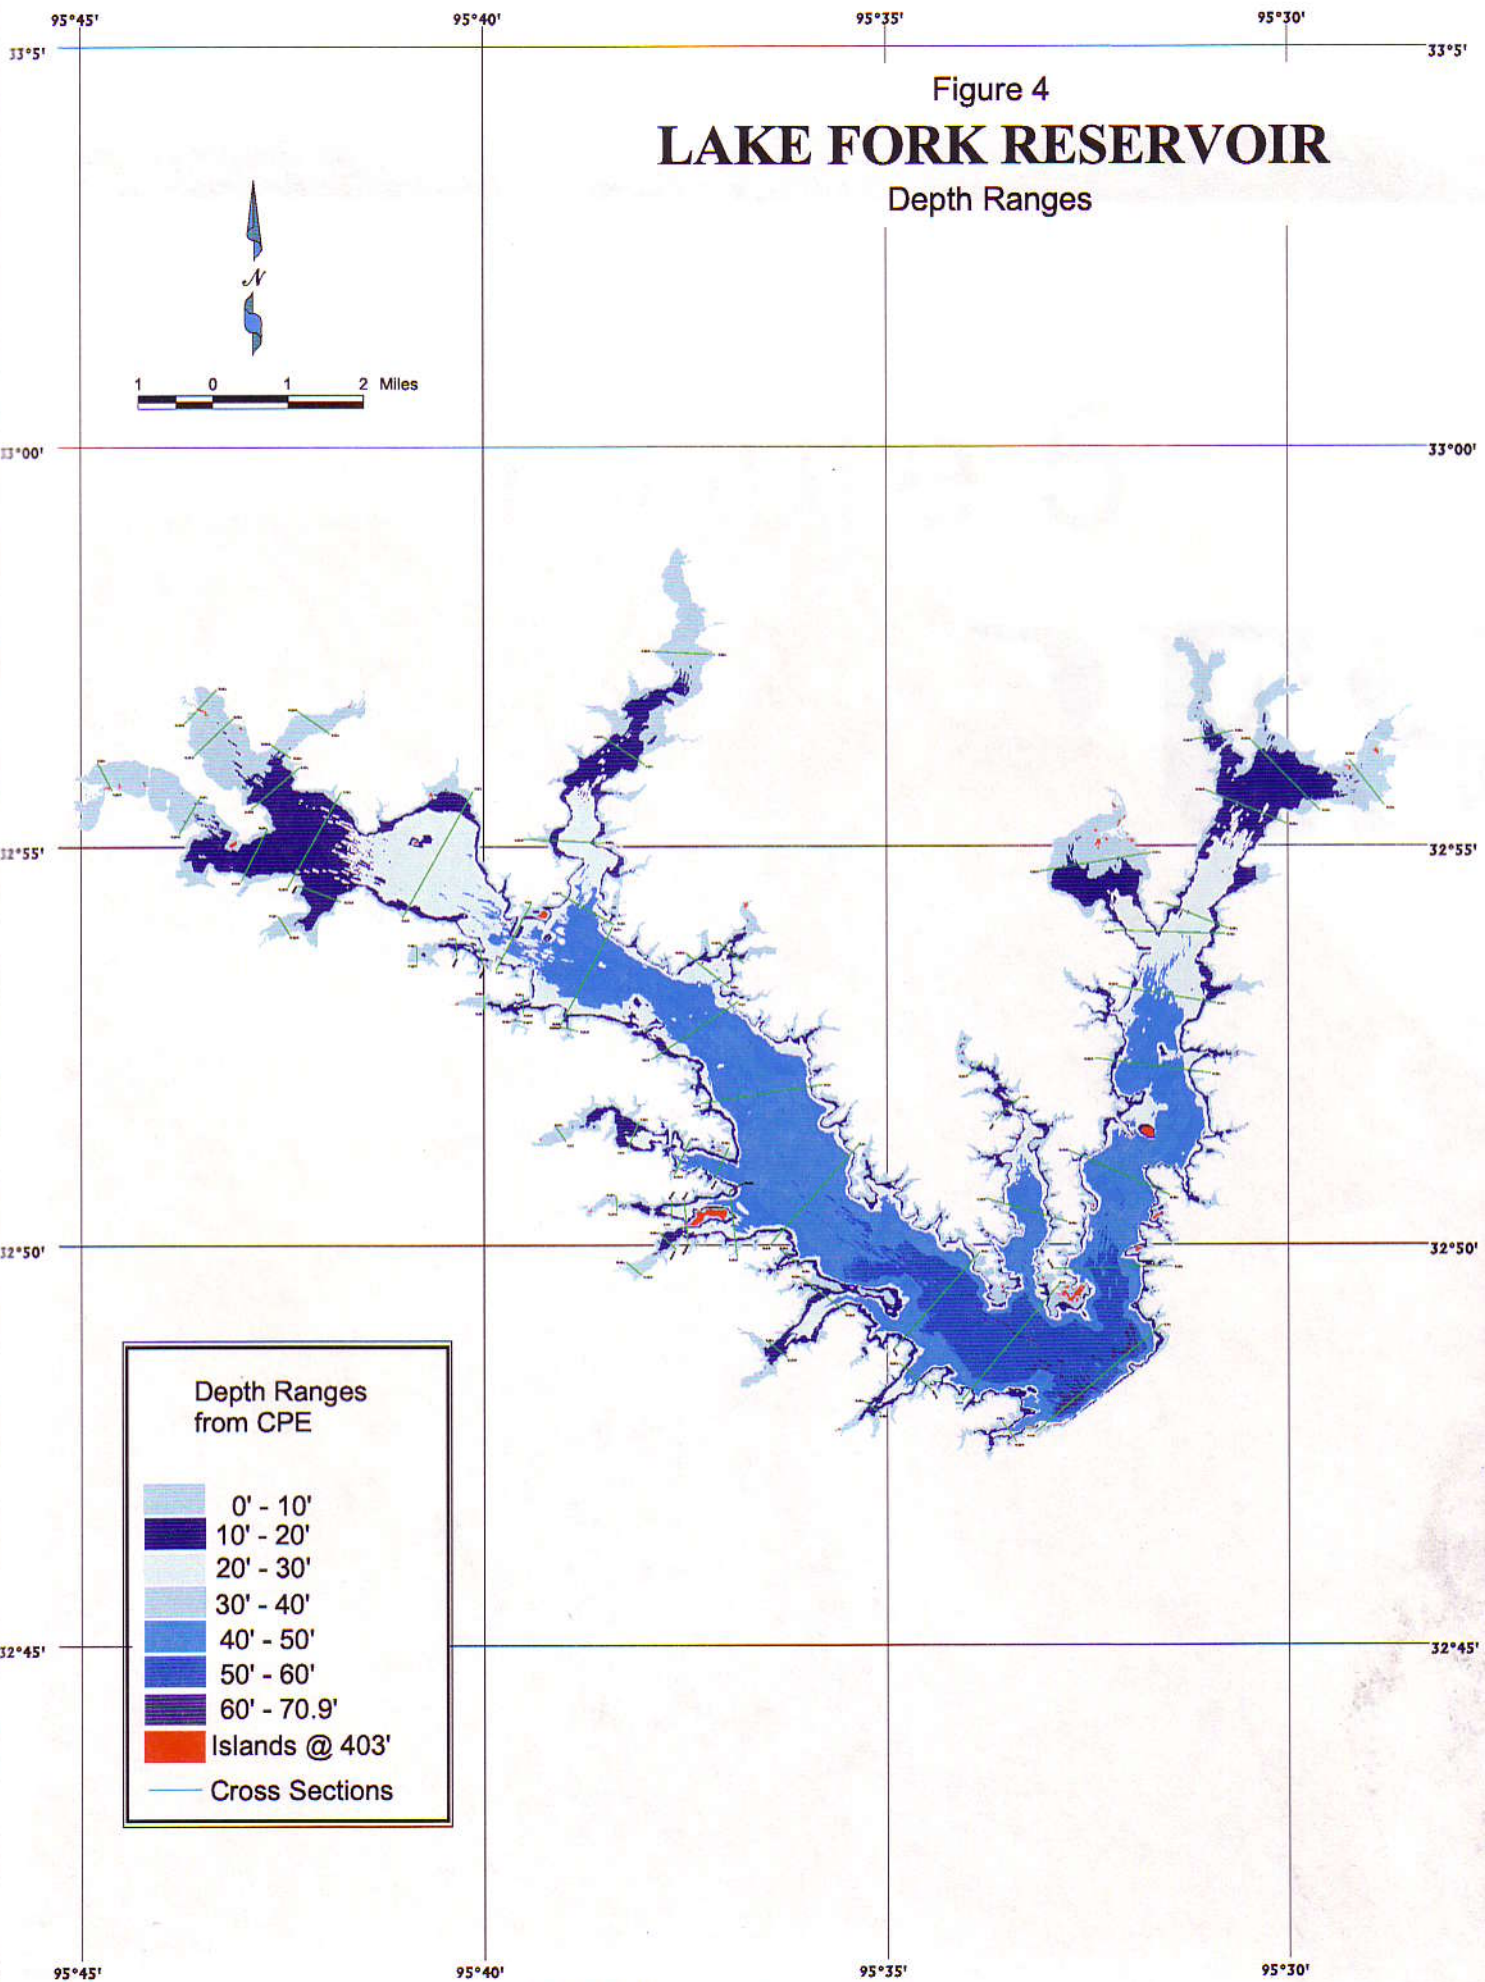 95°45' 95°40' 95°35' 95°30'
33°5' 33°5'
Figure 4
LAKE FORK RESERVOIR
Depth Ranges
N
1 0 1 2 Miles
33°00' 33°00'
32°55' 32°55'
32°50' 32°50'
Depth Ranges
from CPE
0' - 10'
10' - 20'
20' - 30'
30' - 40'
40' - 50'
50' - 60'
60' - 70.9'
Islands @ 403'
Cross Sections
32°45' 32°45'
95°45' 95°40' 95°35' 95°30'